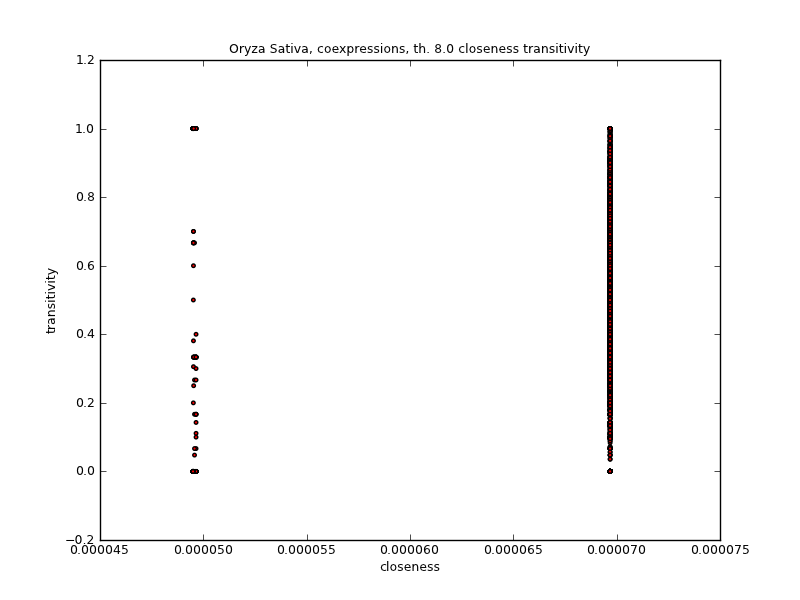 Oryza Sativa, coexpressions, th. 8.0 closeness transitivity
1.2
1.0
0.8
0.6
0.4
0.2
0.0
−0.2
transitivity
0.000045 0.000050 0.000055 0.000060 0.000065 0.000070 0.000075
closeness